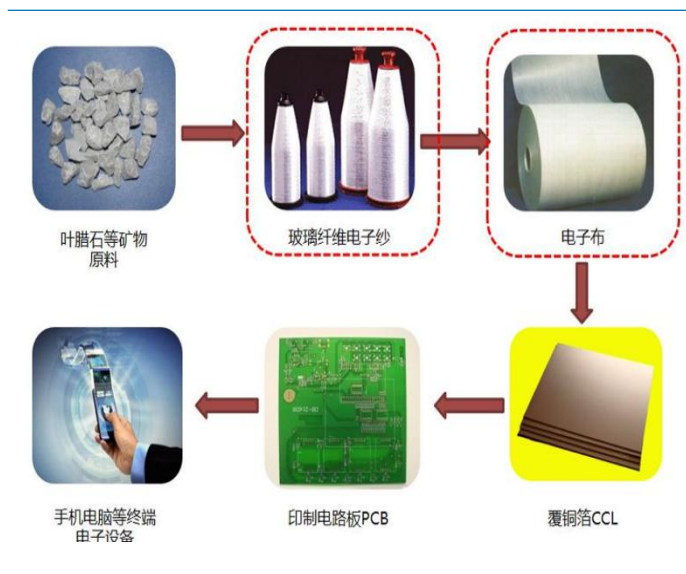 叶腊石等矿物
原料
玻璃纤维电子纱
电子布
覆铜箔CCL
印制电路板PCB
手机电脑等终端
电子设备